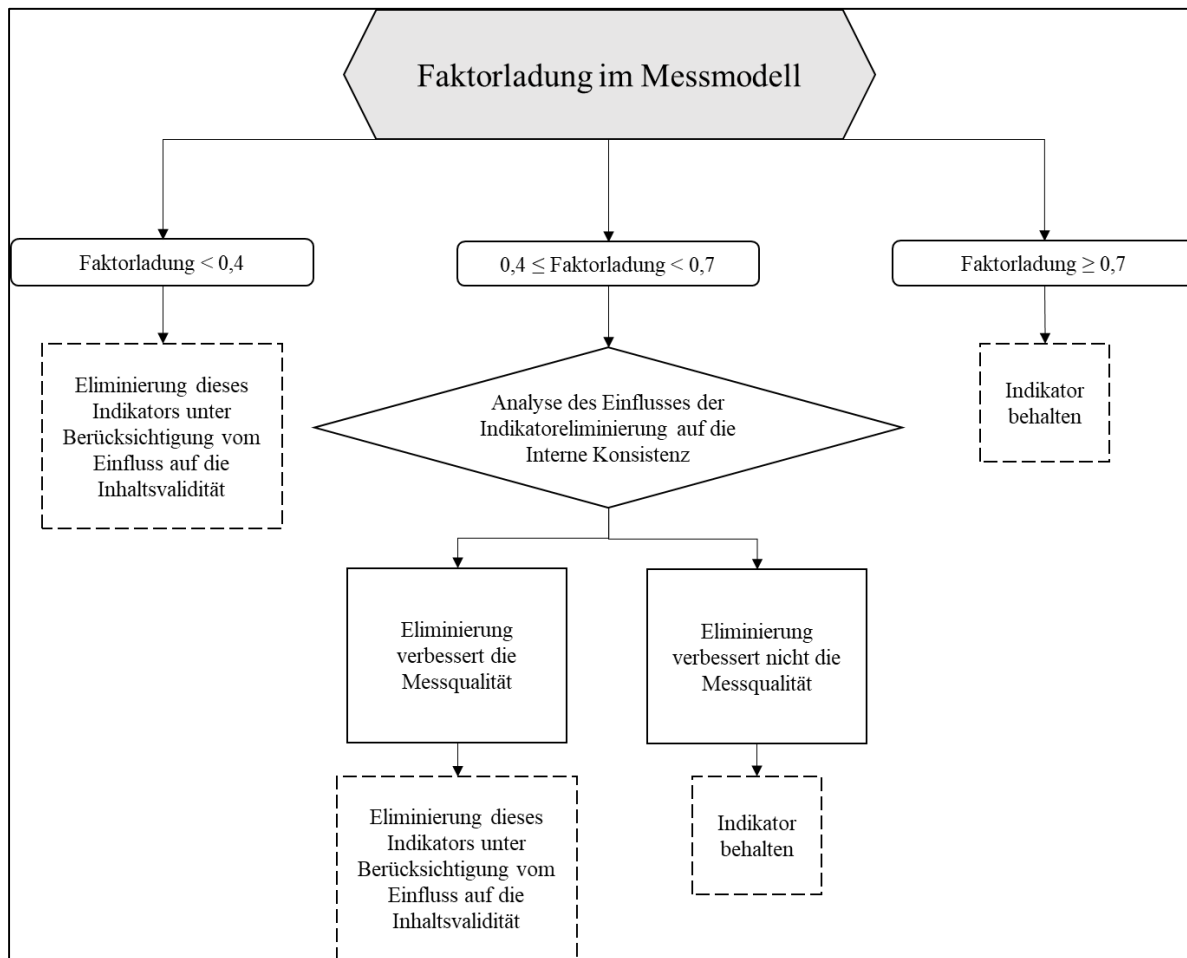 Faktorladung im Messmodell
Faktorladung < 0,4
0,4 ≤ Faktorladung < 0,7
Faktorladung ≥ 0,7
Eliminierung dieses
Indikators unter
Berücksichtigung vom
Einfluss auf die
Inhaltsvalidität
Analyse des Einflusses der
Indikatoreliminierung auf die
Interne Konsistenz
Indikator
behalten
Eliminierung
verbessert die
Messqualität
Eliminierung
verbessert nicht die
Messqualität
Eliminierung dieses
Indikators unter
Berücksichtigung vom
Einfluss auf die
Inhaltsvalidität
Indikator
behalten